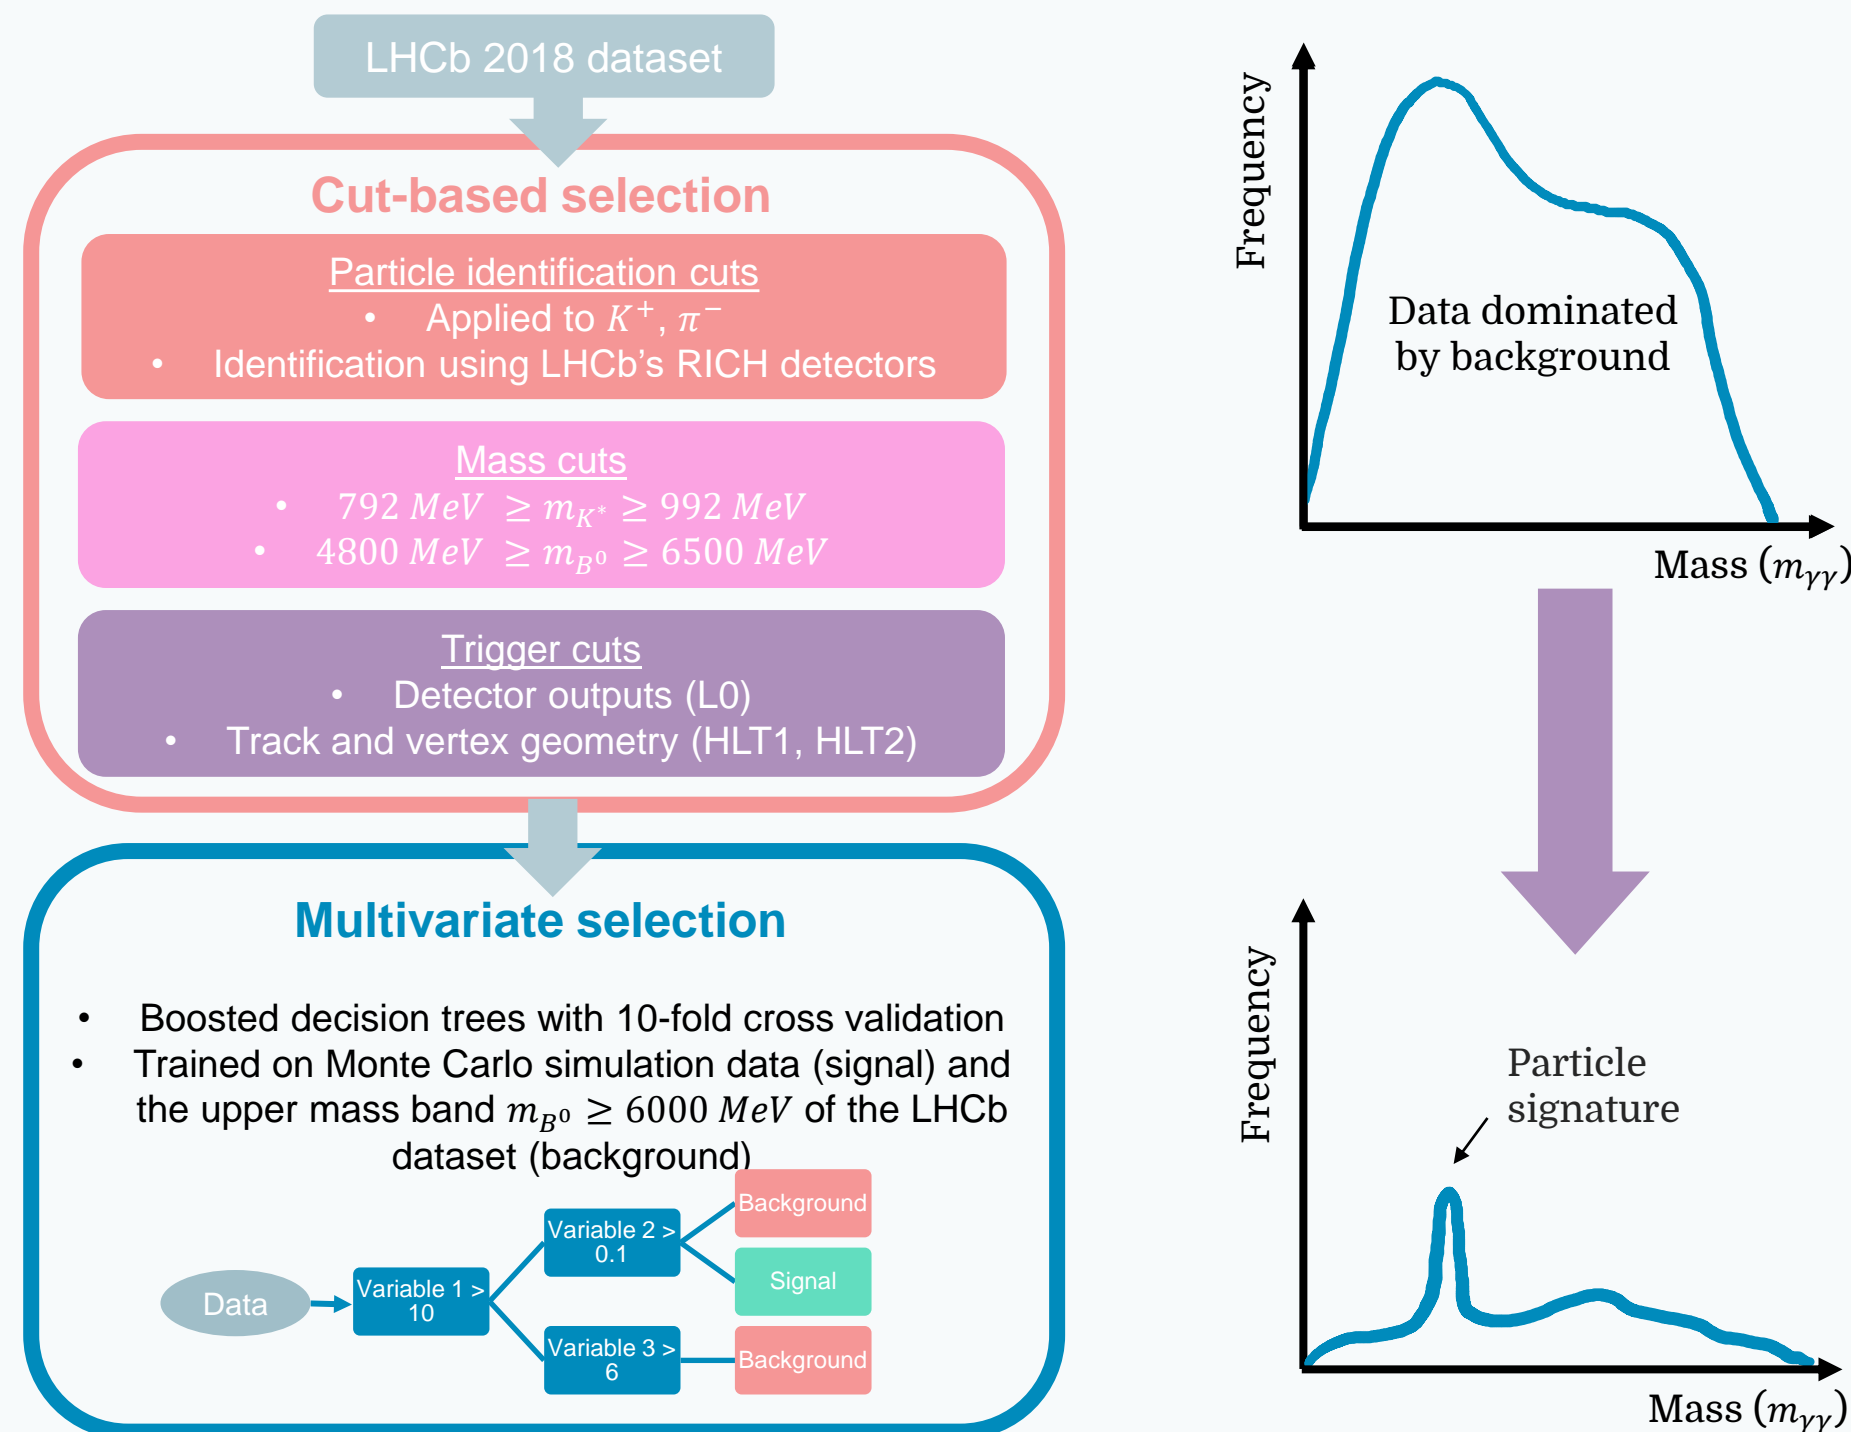 LHCb 2018 dataset
Cut-based selection
Particle identification cuts
• Applied to K⁺, π⁻
• Identification using LHCb's RICH detectors
Mass cuts
• 792 MeV ≥ m_{K*} ≥ 992 MeV
• 4800 MeV ≥ m_{B⁰} ≥ 6500 MeV
Trigger cuts
• Detector outputs (L0)
• Track and vertex geometry (HLT1, HLT2)
Multivariate selection
• Boosted decision trees with 10-fold cross validation
• Trained on Monte Carlo simulation data (signal) and
the upper mass band m_{B⁰} ≥ 6000 MeV of the LHCb
dataset (background)
Data
Variable 1 >
10
Variable 2 >
0.1
Variable 3 >
6
Background
Signal
Background
Frequency
Data dominated
by background
Mass (m_{γγ})
Frequency
Particle
signature
Mass (m_{γγ})